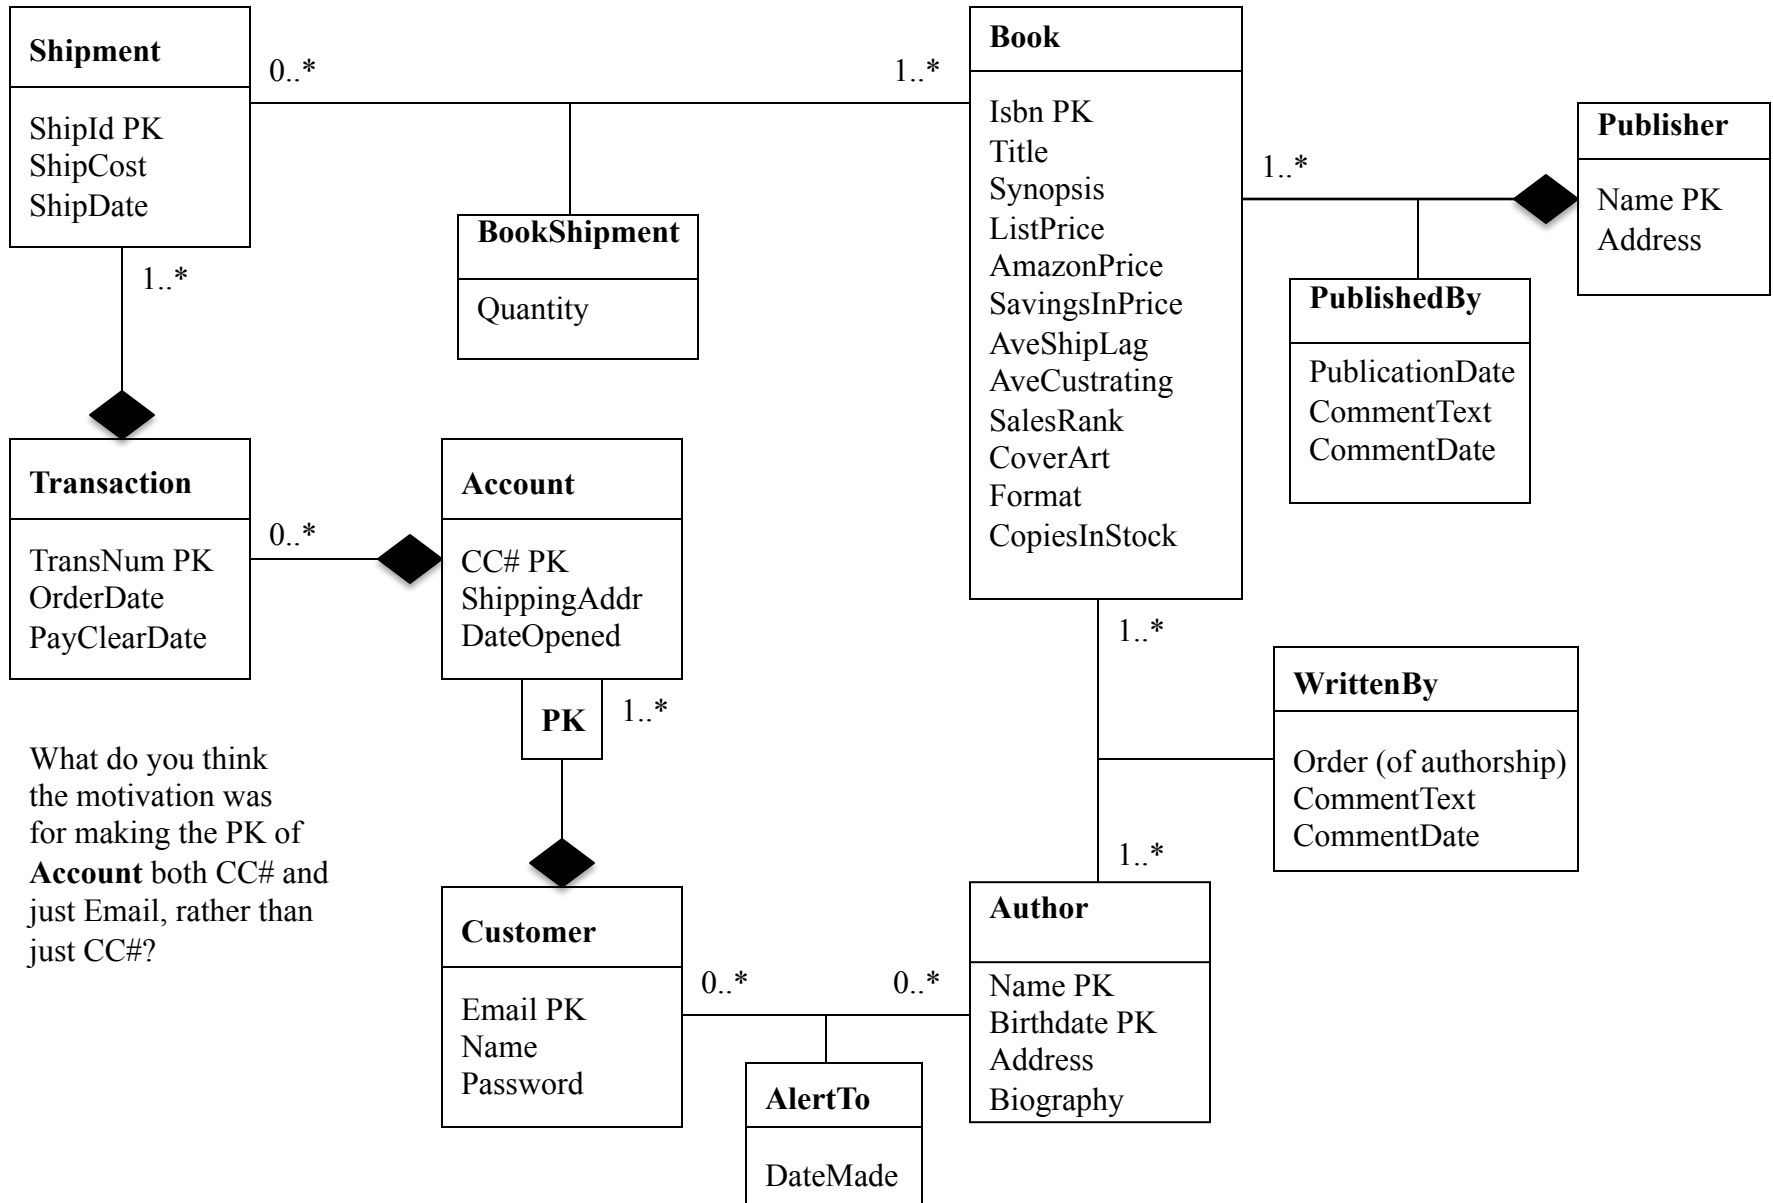 Shipment
ShipId PK
ShipCost
ShipDate
0..*
1..*
Book
Isbn PK
Title
Synopsis
ListPrice
AmazonPrice
SavingsInPrice
AveShipLag
AveCustrating
SalesRank
CoverArt
Format
CopiesInStock
1..*
Publisher
Name PK
Address
BookShipment
Quantity
PublishedBy
PublicationDate
CommentText
CommentDate
1..*
Transaction
TransNum PK
OrderDate
PayClearDate
0..*
Account
CC# PK
ShippingAddr
DateOpened
PK
1..*
1..*
WrittenBy
Order (of authorship)
CommentText
CommentDate
1..*
What do you think
the motivation was
for making the PK of
Account both CC# and
just Email, rather than
just CC#?
Customer
Email PK
Name
Password
0..*
0..*
Author
Name PK
Birthdate PK
Address
Biography
AlertTo
DateMade